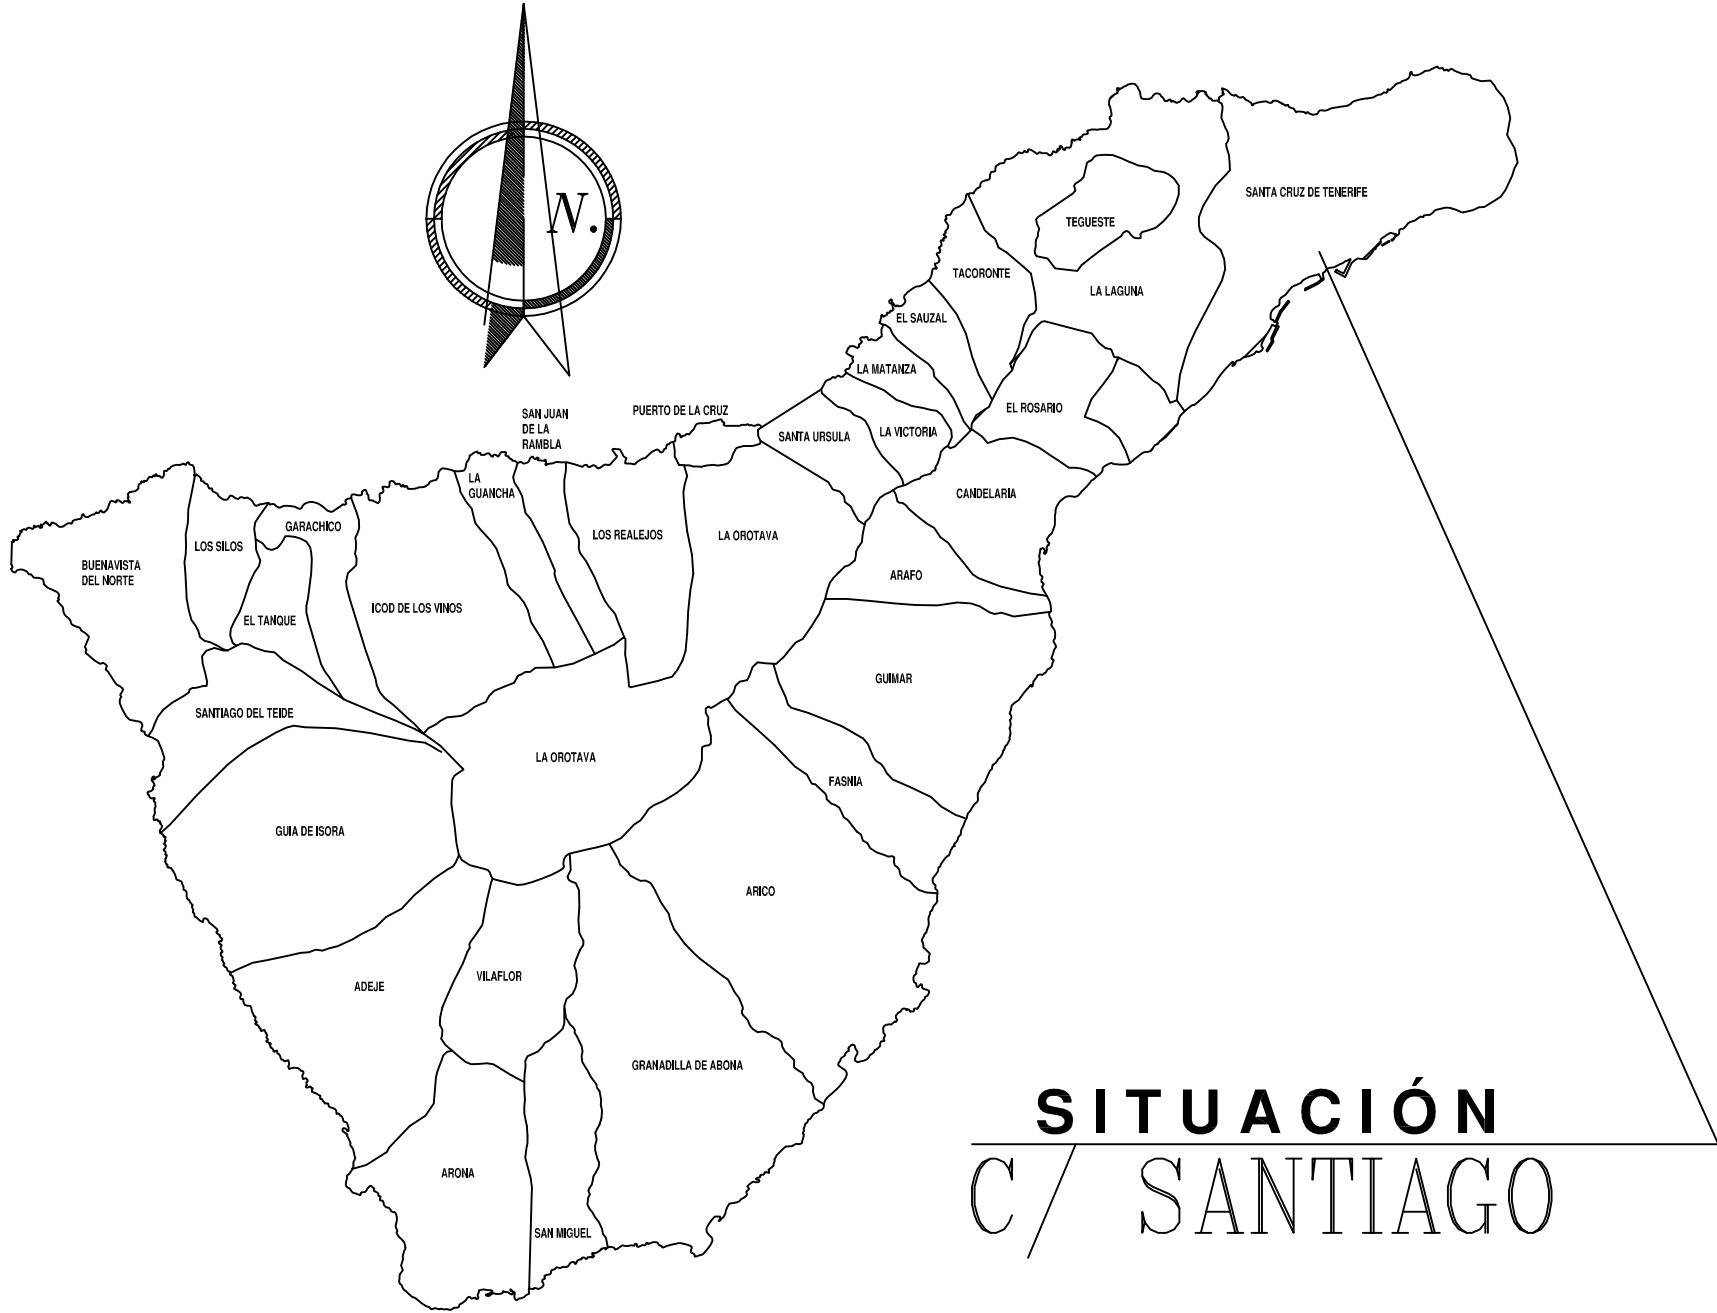 N.
SANTA CRUZ DE TENERIFE
TEGUESTE
TACORONTE
LA LAGUNA
EL SAUZAL
LA MATANZA
EL ROSARIO
SAN JUAN
DE LA
RAMBLA
PUERTO DE LA CRUZ
SANTA URSULA
LA VICTORIA
LA
GUANCHA
CANDELARIA
GARACHICO
LOS SILOS
LOS REALEJOS
LA OROTAVA
BUENAVISTA
DEL NORTE
ARAFO
ICOD DE LOS VINOS
EL TANQUE
GUIMAR
SANTIAGO DEL TEIDE
LA OROTAVA
FASNIA
GUIA DE ISORA
ARICO
ADEJE
VILAFLOR
GRANADILLA DE ABONA
ARONA
SAN MIGUEL
SITUACIÓN
C/ SANTIAGO